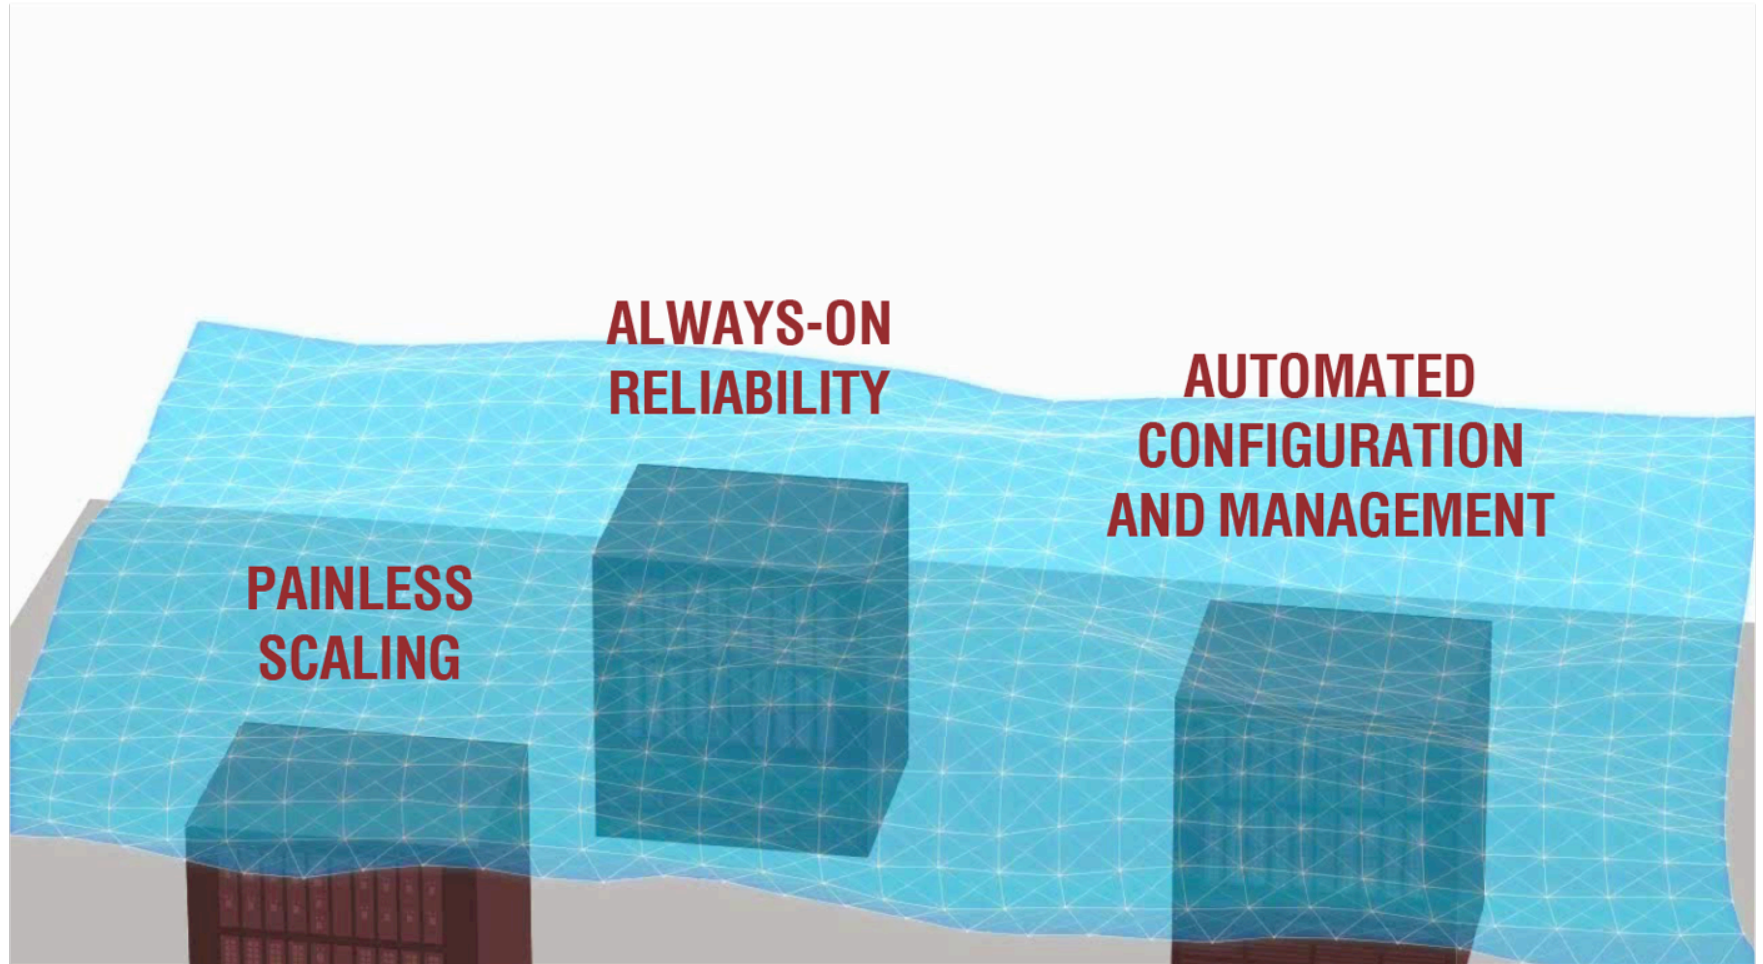 ALWAYS-ON
RELIABILITY
AUTOMATED
CONFIGURATION
AND MANAGEMENT
PAINLESS
SCALING